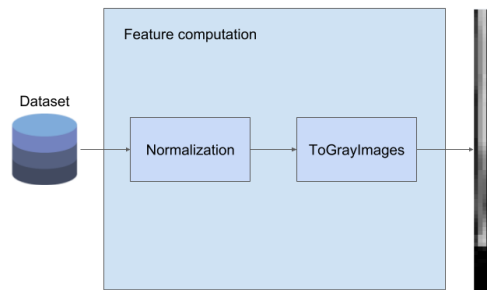 Feature computation
Dataset
Normalization
ToGrayImages